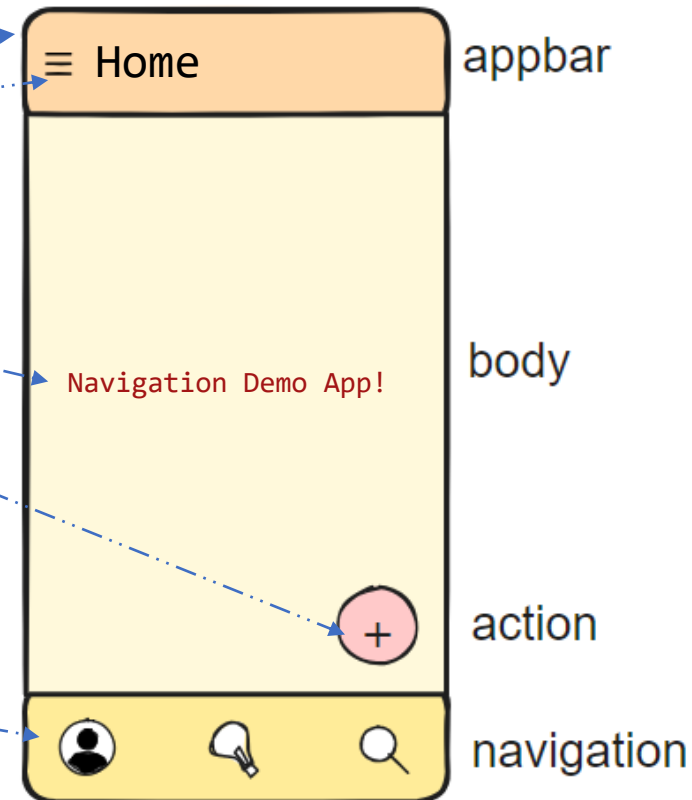 Home
appbar
Navigation Demo App!
body
+
action
navigation